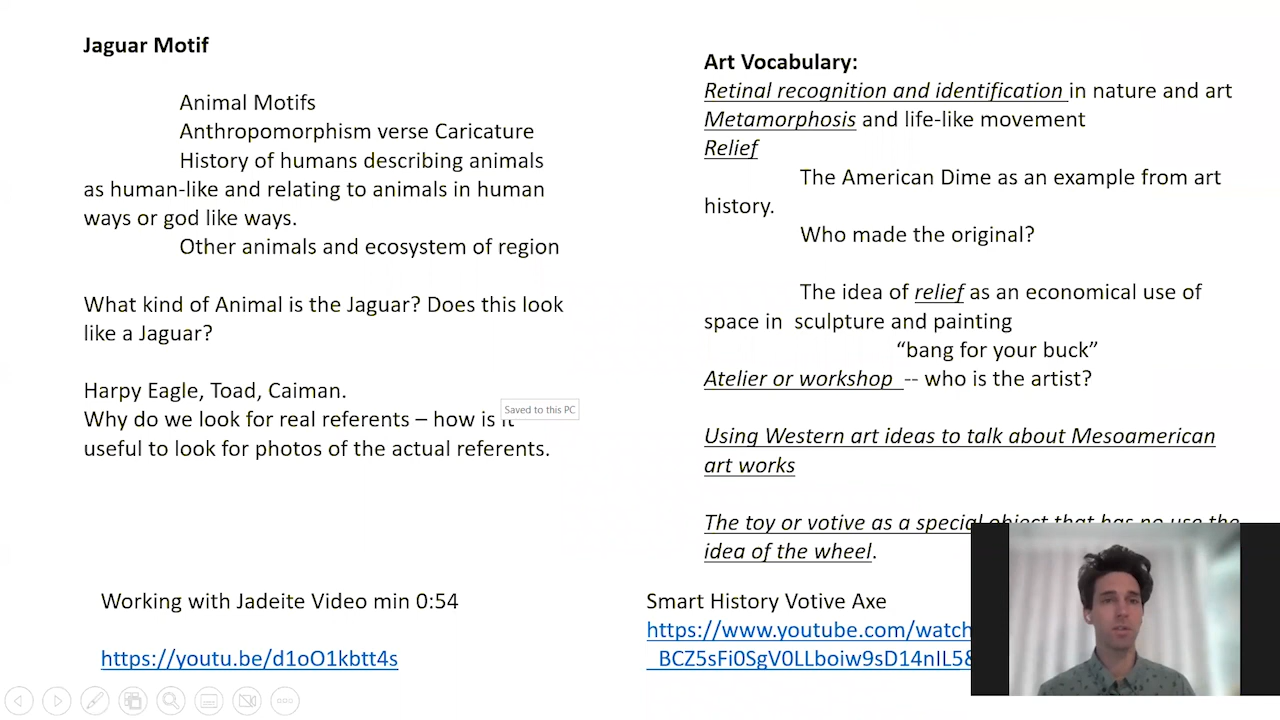 Jaguar Motif
Animal Motifs
Anthropomorphism verse Caricature
History of humans describing animals
as human-like and relating to animals in human
ways or god like ways.
Other animals and ecosystem of region
What kind of Animal is the Jaguar? Does this look
like a Jaguar?
Harpy Eagle, Toad, Caiman.
Why do we look for real referents – how is it
useful to look for photos of the actual referents.
Saved to this PC
Working with Jadeite Video min 0:54
https://youtu.be/d1oO1kbtt4s
Art Vocabulary:
Retinal recognition and identification in nature and art
Metamorphosis and life-like movement
Relief
The American Dime as an example from art
history.
Who made the original?
The idea of relief as an economical use of
space in sculpture and painting
“bang for your buck”
Atelier or workshop -- who is the artist?
Using Western art ideas to talk about Mesoamerican
art works
The toy or votive as a special object that has no use the
idea of the wheel.
Smart History Votive Axe
https://www.youtube.com/watch
_BCZ5sFi0SgV0LLboiw9sD14nIL5&